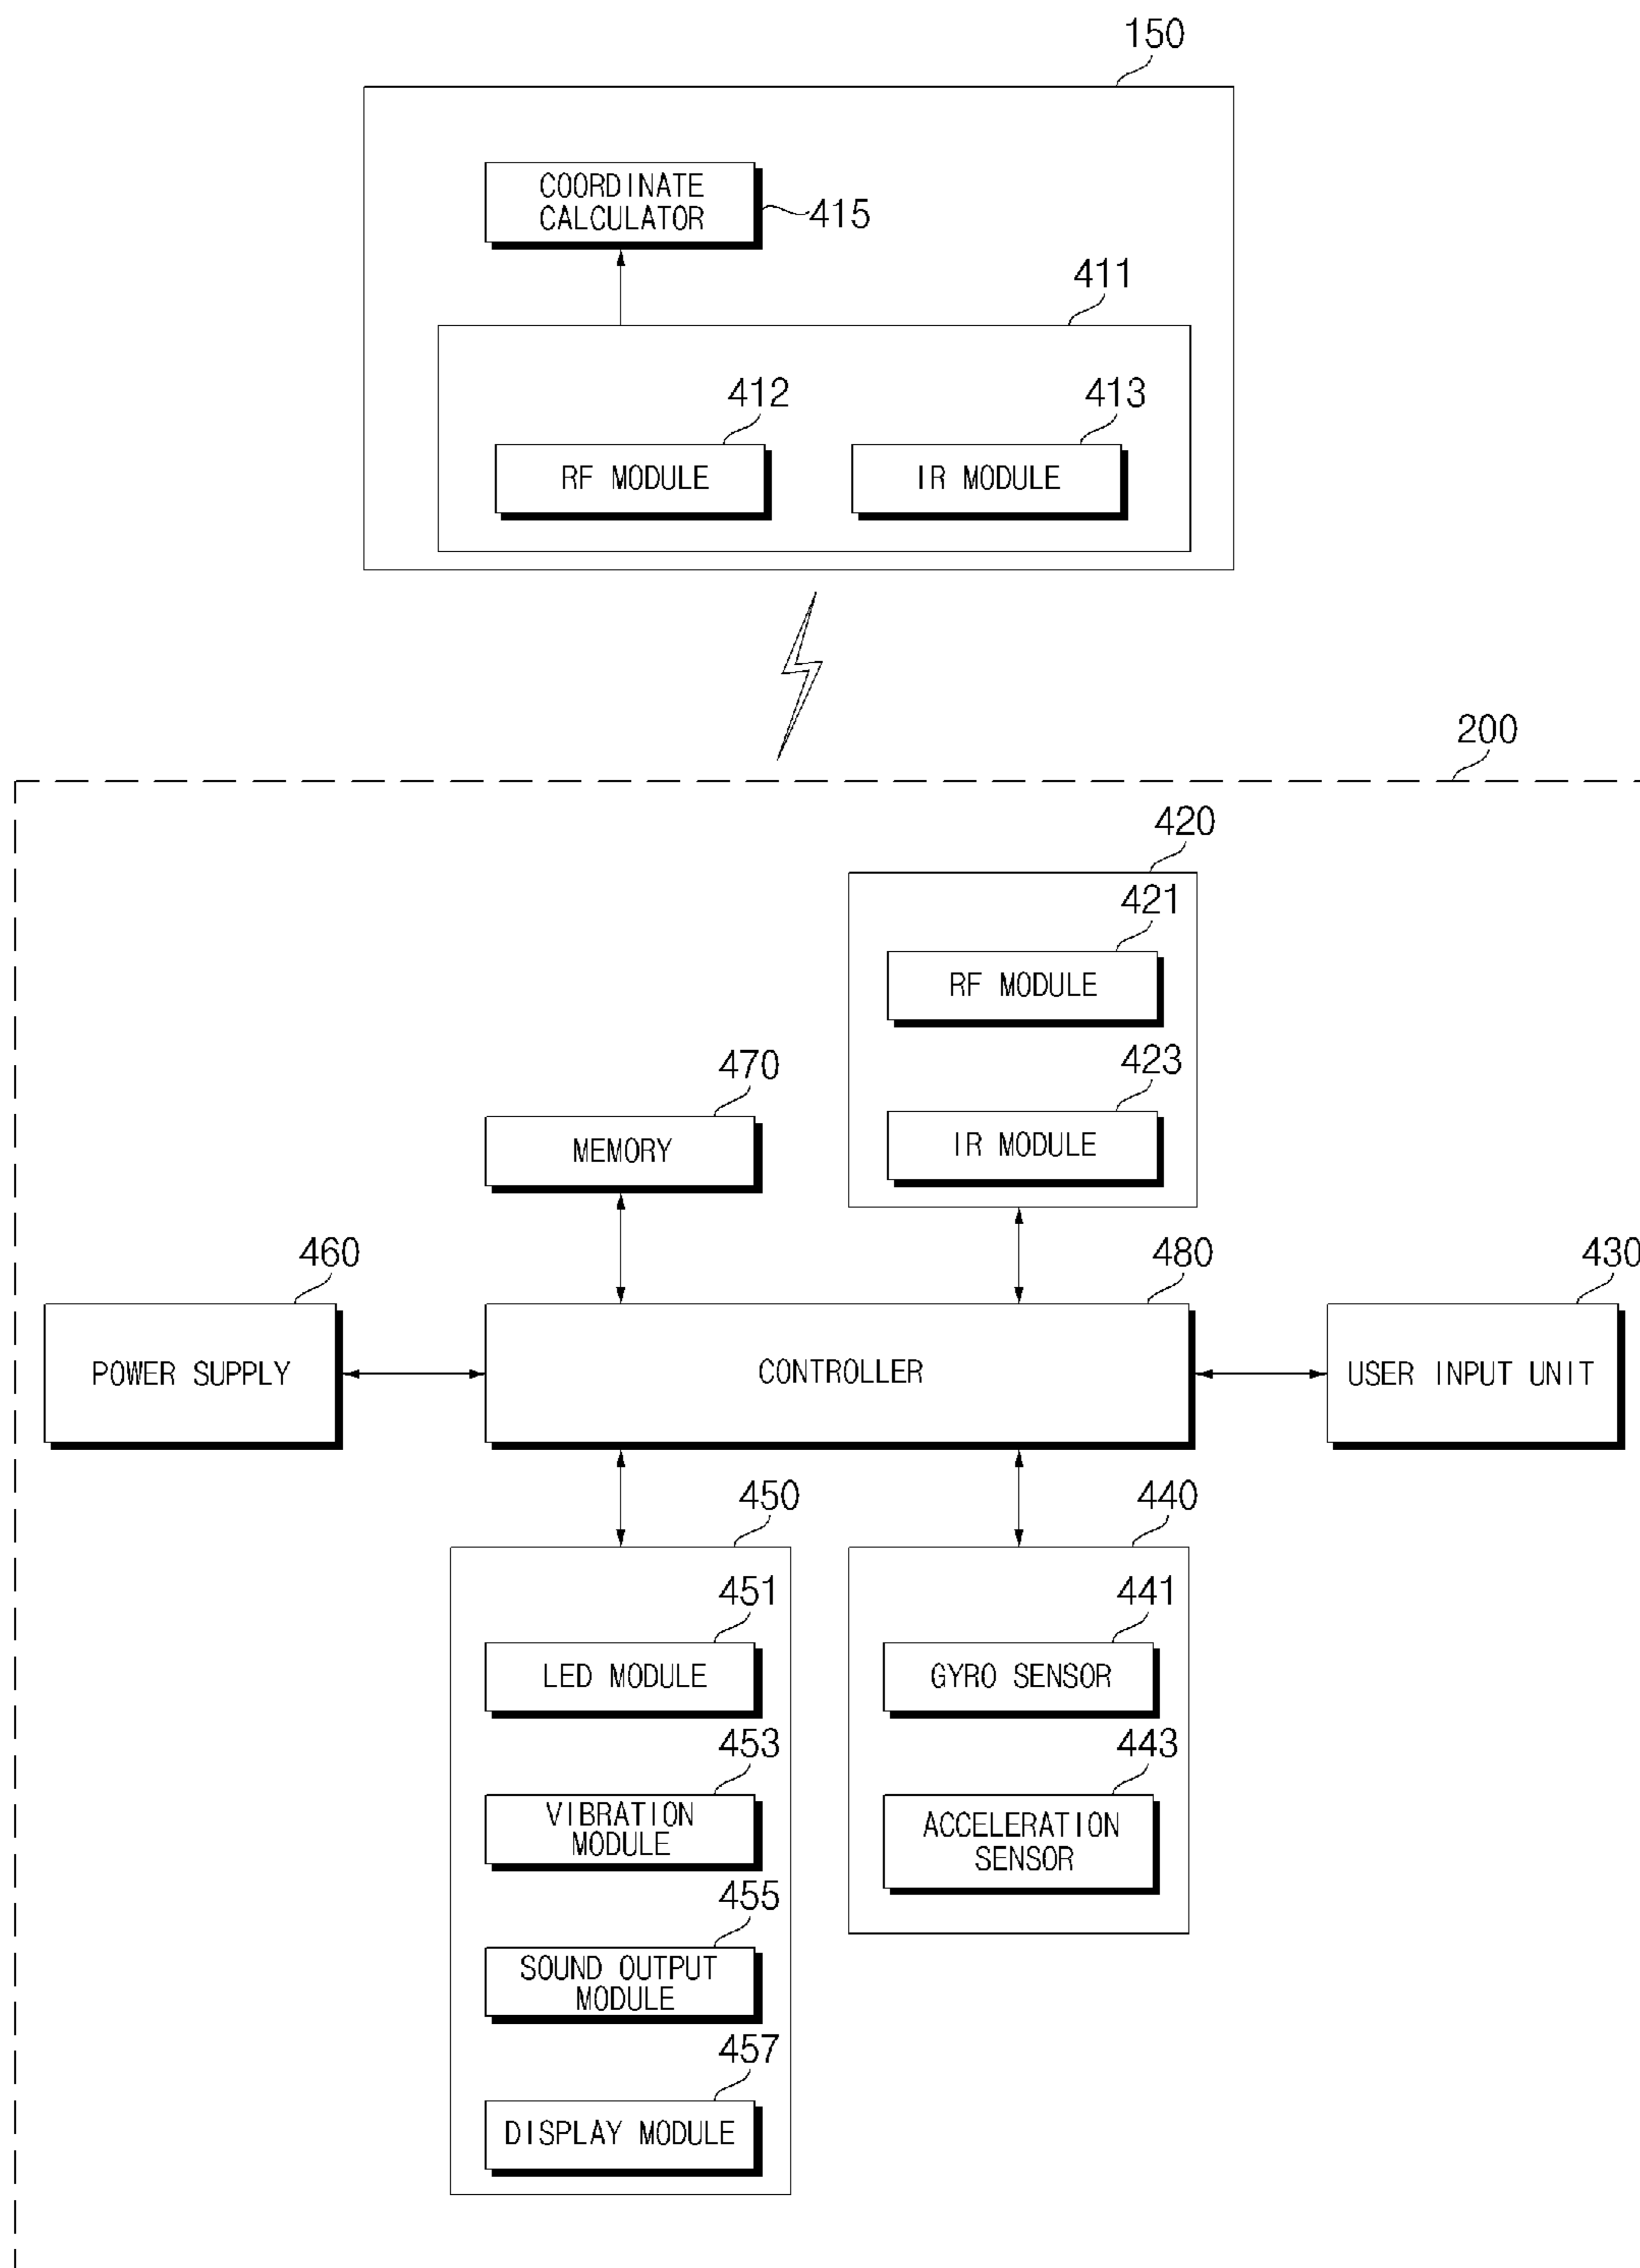 150
COORDINATE
CALCULATOR
415
411
412
413
RF MODULE
IR MODULE
200
420
421
RF MODULE
470
423
MEMORY
IR MODULE
460
480
430
POWER SUPPLY
CONTROLLER
USER INPUT UNIT
450
440
451
441
LED MODULE
GYRO SENSOR
453
443
VIBRATION
MODULE
ACCELERATION
SENSOR
455
SOUND OUTPUT
MODULE
457
DISPLAY MODULE